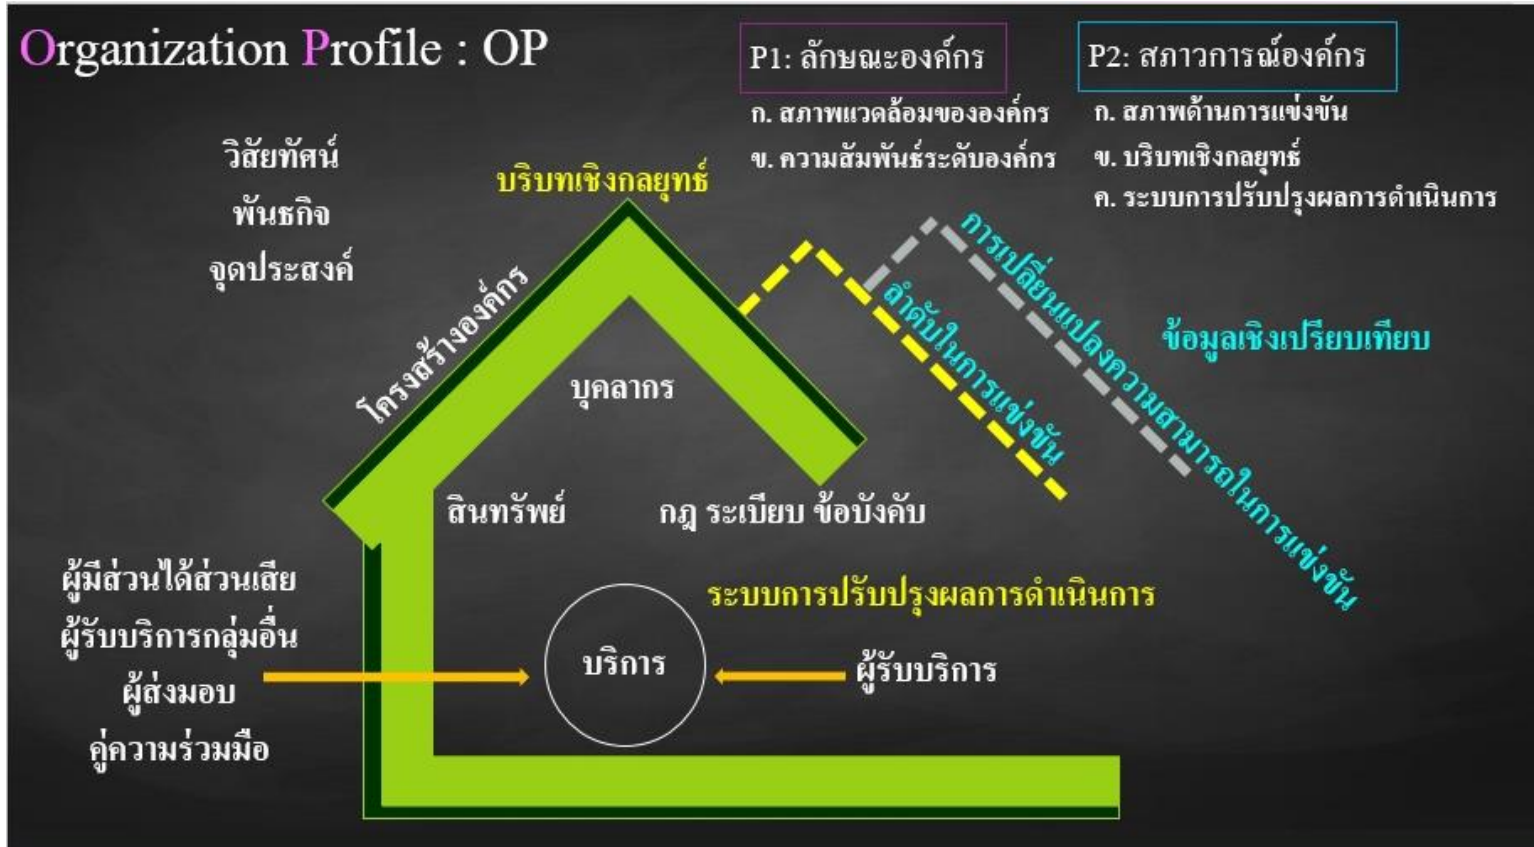 Organization Profile : OP
P1: ลักษณะองค์กร
ก. สภาพแวดล้อมขององค์กร
ข. ความสัมพันธ์ระดับองค์กร
P2: สภาวการณ์องค์กร
ก. สภาพด้านการแข่งขัน
ข. บริบทเชิงกลยุทธ์
ค. ระบบการปรับปรุงผลการดำเนินการ
วิสัยทัศน์
พันธกิจ
จุดประสงค์
บริบทเชิงกลยุทธ์
โครงสร้างองค์กร
ลำดับในการแข่งขัน
การเปลี่ยนแปลงความสามารถในการแข่งขัน
ข้อมูลเชิงเปรียบเทียบ
บุคลากร
สินทรัพย์
กฎ ระเบียบ ข้อบังคับ
ผู้มีส่วนได้ส่วนเสีย
ผู้รับบริการกลุ่มอื่น
ผู้ส่งมอบ
คู่ความร่วมมือ
ระบบการปรับปรุงผลการดำเนินการ
บริการ
ผู้รับบริการ